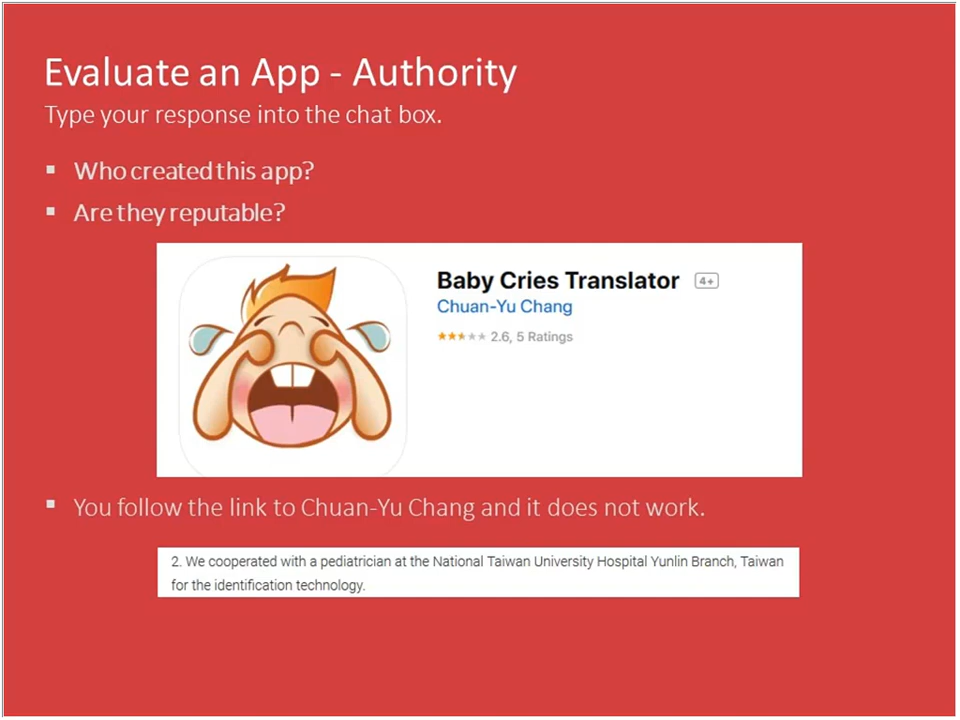 Evaluate an App - Authority
Type your response into the chat box.
▪ Who created this app?
▪ Are they reputable?
Baby Cries Translator 4+
Chuan-Yu Chang
2.6, 5 Ratings
▪ You follow the link to Chuan-Yu Chang and it does not work.
2. We cooperated with a pediatrician at the National Taiwan University Hospital Yunlin Branch, Taiwan
for the identification technology.